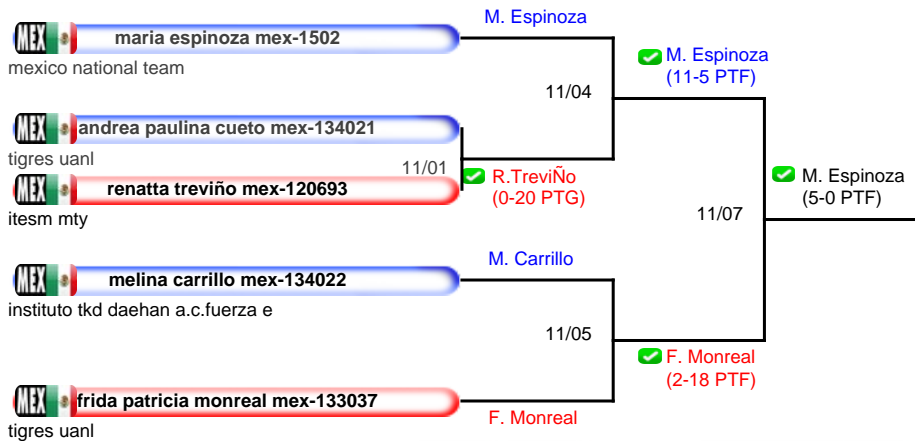 M. Espinoza
MEX maria espinoza mex-1502
mexico national team
M. Espinoza
(11-5 PTF)
11/04
MEX andrea paulina cueto mex-134021
tigres uanl
11/01
R.TreviÑo
(0-20 PTG)
MEX renatta treviño mex-120693
itesm mty
M. Espinoza
(5-0 PTF)
11/07
M. Carrillo
MEX melina carrillo mex-134022
instituto tkd daehan a.c.fuerza e
11/05
F. Monreal
(2-18 PTF)
MEX frida patricia monreal mex-133037
F. Monreal
tigres uanl